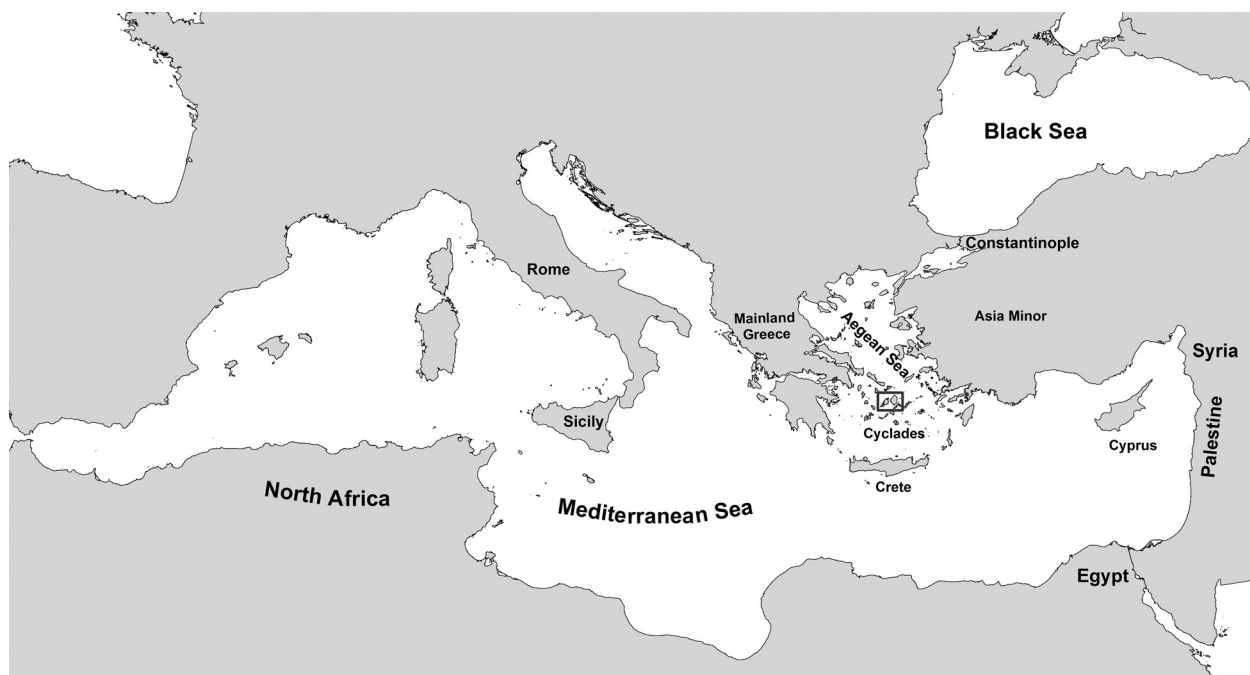 Black Sea
Constantinople
Rome
Mainland
Greece
Aegean Sea
Asia Minor
Syria
Sicily
Cyclades
Cyprus
Palestine
Crete
North Africa
Mediterranean Sea
Egypt